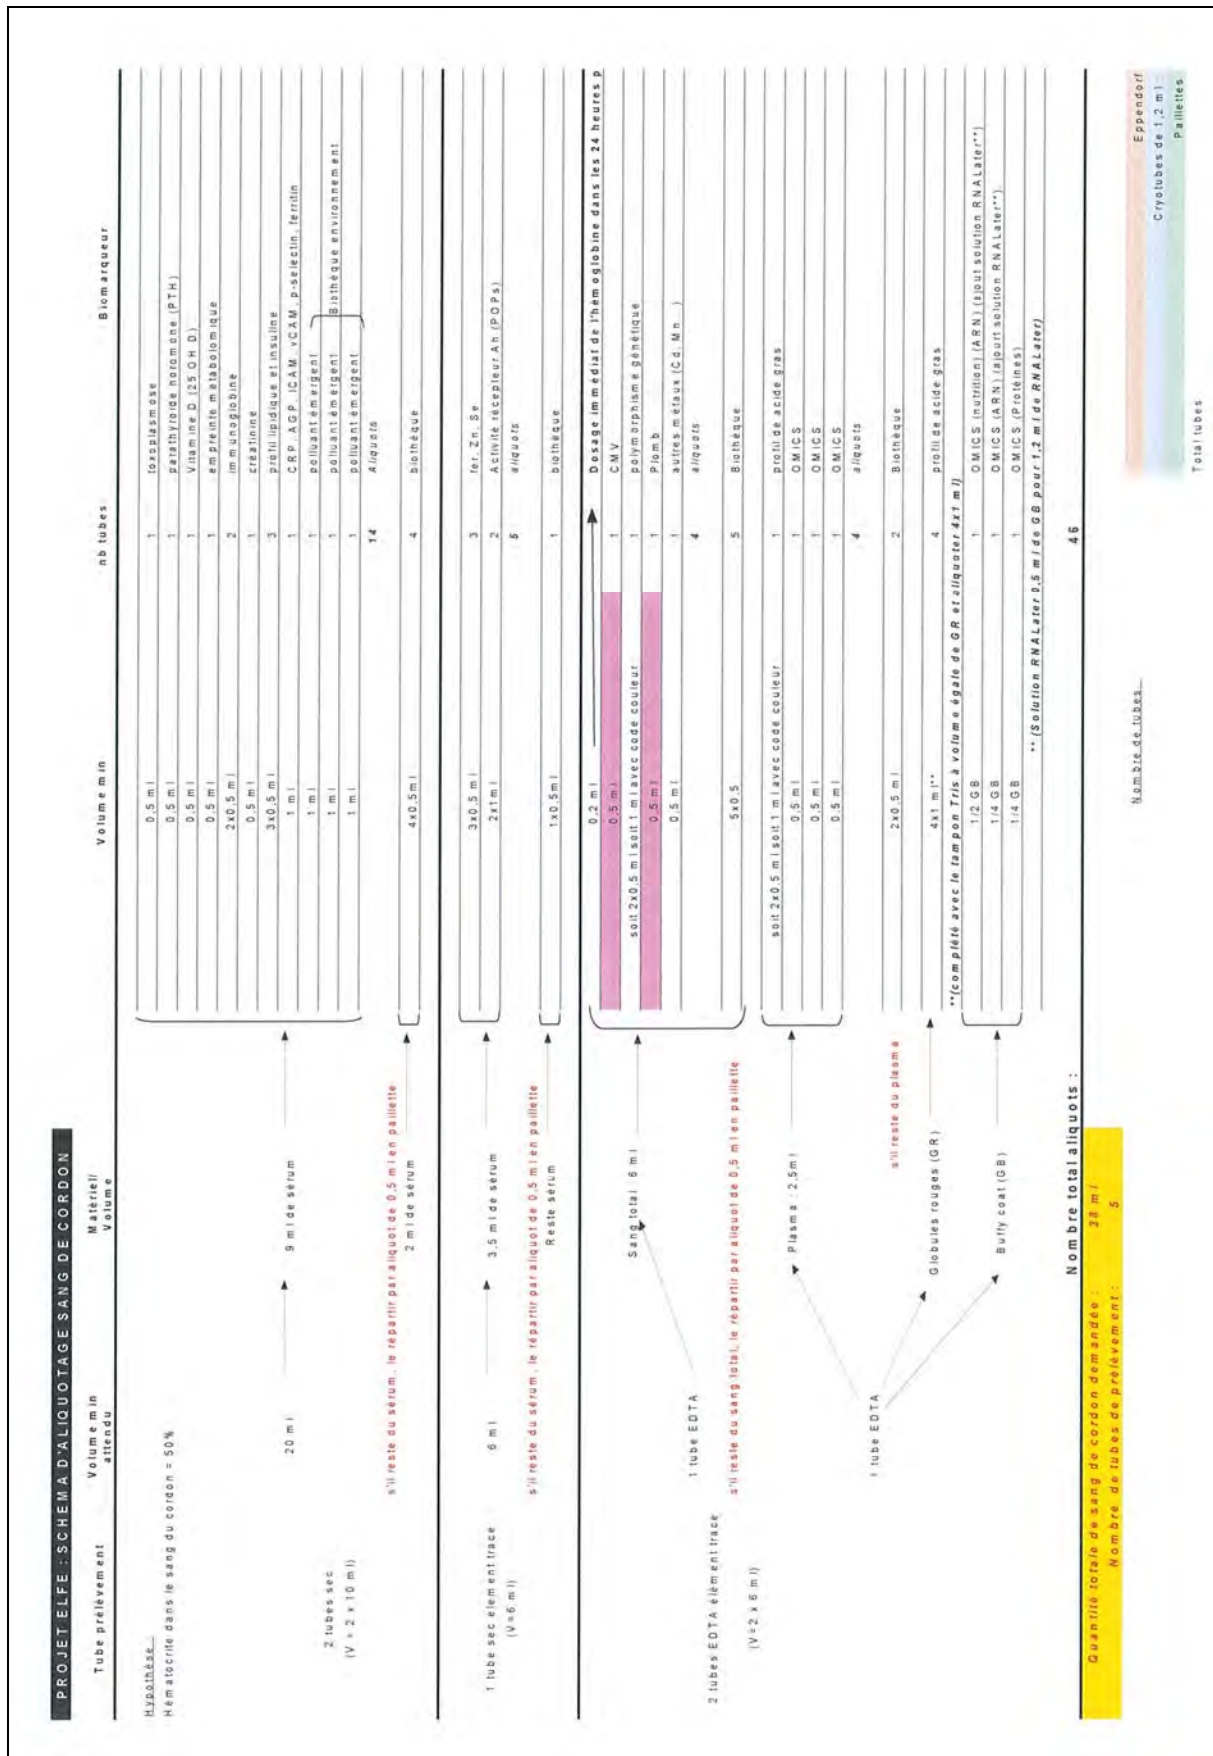 PROJET ELFE : SCHEMA D'ALIQUOTAGE SANG DE CORDON
Tube prélèvement
Volume min attendu
Matériel/ Volume
Volume min
nb tubes
Biomarqueur
Hypothèse
Hématocrite dans le sang du cordon = 50%
2 tubes sec
(V = 2 x 10 ml)
20 ml
9 ml de sérum
0,5 ml 1 toxplasmose
0,5 ml 1 parathyroide noromone (PTH)
0,5 ml 1 Vitamine D (25 OH D)
0,5 ml 1 empreinte metabolomique
2x0,5 ml 2 immunoglobine
0,5 ml 1 créatinine
3x0,5 ml 3 profil lipidique et insuline
1 ml 1 CRP, AGP, ICAM, vCAM, p-selectin, ferritin
1 ml 1 polluant émergent
1 ml 1 polluant émergent
1 ml 1 polluant émergent
Biothèque environnement
14 Aliquots
s'il reste du sérum, le répartir par aliquot de 0,5 ml en paillette
2 ml de sérum
4x0,5ml 4 biothèque
1 tube sec element trace
(V=6 ml)
6 ml
3,5 ml de sérum
3x0,5 ml 3 fer, Zn, Se
2x1ml 2 Activité récepteur Ah (POPs)
5 aliquots
s'il reste du sérum, le répartir par aliquot de 0,5 ml en paillette
Reste sérum
1x0,5ml 1 biothèque
2 tubes EDTA élément trace
(V=2 x 6 ml)
1 tube EDTA
Sang total : 6 ml
0,2 ml Dosage immédiat de l'hémoglobine dans les 24 heures p
0,5 ml 1 CMV
soit 2x0,5 ml soit 1 ml avec code couleur 1 polymorphisme génétique
0,5 ml 1 Plomb
0,5 ml 1 autres métaux (Cd, Mn...)
4 aliquots
s'il reste du sang total, le répartir par aliquot de 0,5 ml en paillette
5x0,5 5 Biothèque
1 tube EDTA
Plasma : 2,5ml
soit 2x0,5 ml soit 1 ml avec code couleur 1 profil de acide gras
0,5 ml 1 OMICS
0,5 ml 1 OMICS
0,5 ml 1 OMICS
4 aliquots
s'il reste du plasma
2x0,5 ml 2 Biothèque
Globules rouges (GR)
4x1 ml** 4 profil de acide gras
**(complété avec le tampon Tris à volume égale de GR et aliquoter 4x1 ml)
Buffy coat (GB)
1/2 GB 1 OMICS (nutrition) (ARN) (ajout solution RNALater**)
1/4 GB 1 OMICS (ARN) (ajourt solution RNALater**).
1/4 GB 1 OMICS (Protéines)
** (Solution RNALater 0,5 ml de GB pour 1,2 ml de RNALater)
Nombre total aliquots : 46
Quantité totale de sang de cordon demandée : 38 ml
Nombre de tubes de prélèvement : 5
Nombre de tubes
Eppendorf
Cryotubes de 1,2 ml :
Paillettes
Total tubes